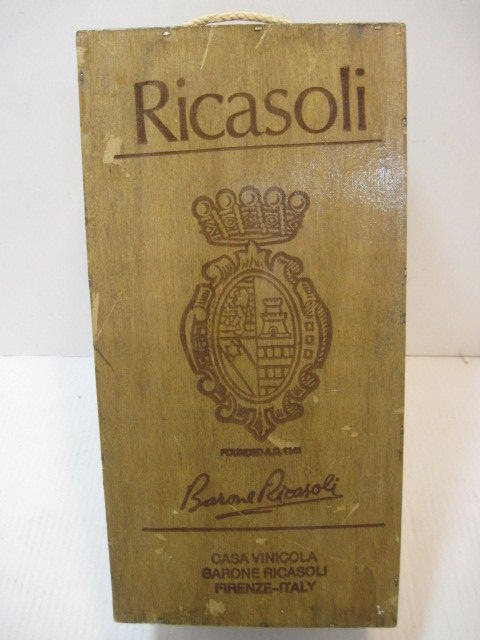 Ricasoli
FOUNDED A.D. 1141
Barone Ricasoli
CASA VINICOLA
BARONE RICASOLI
FIRENZE-ITALY